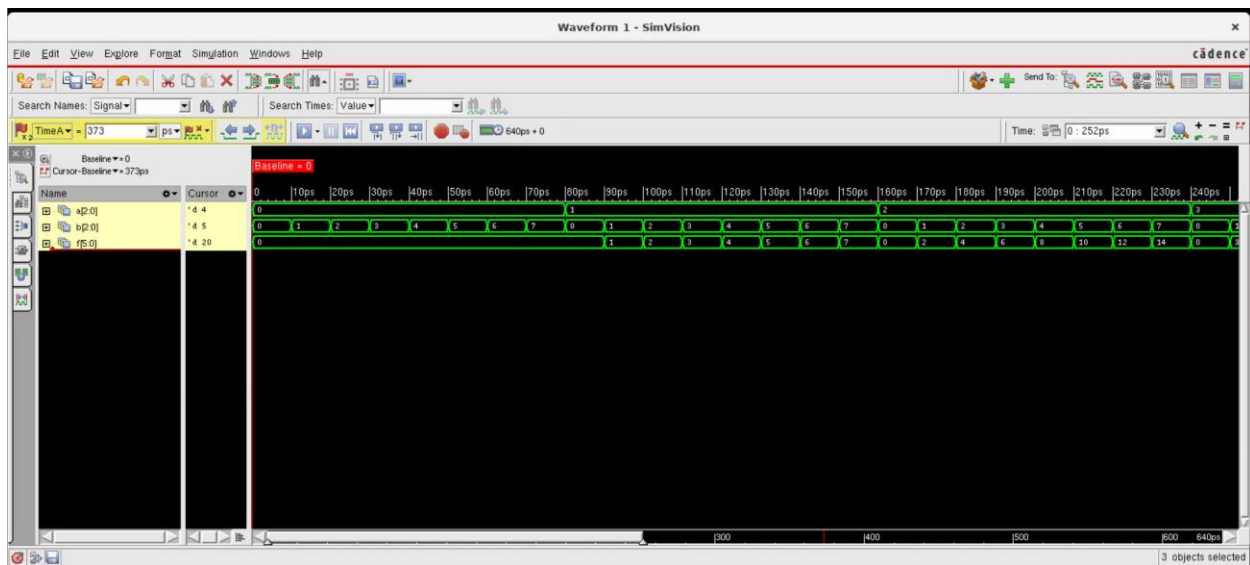 Waveform 1 - SimVision
File Edit View Explore Format Simulation Windows Help
cādence
Send To:
Search Names: Signal
Search Times: Value
TimeA = 373 ps
640ps + 0
Time: 0 : 252ps
Baseline = 0
Cursor-Baseline = 373ps
Baseline = 0
Name Cursor
0 10ps 20ps 30ps 40ps 50ps 60ps 70ps 80ps 90ps 100ps 110ps 120ps 130ps 140ps 150ps 160ps 170ps 180ps 190ps 200ps 210ps 220ps 230ps 240ps
a[2:0] 'd 4 0 1 2 3
b[2:0] 'd 5 0 1 2 3 4 5 6 7 0 1 2 3 4 5 6 7 0 1 2 3 4 5 6 7 0 1
f[5:0] 'd 20 0 1 2 3 4 5 6 7 0 2 4 6 8 10 12 14 0 3
300 400 500 600 640ps
3 objects selected